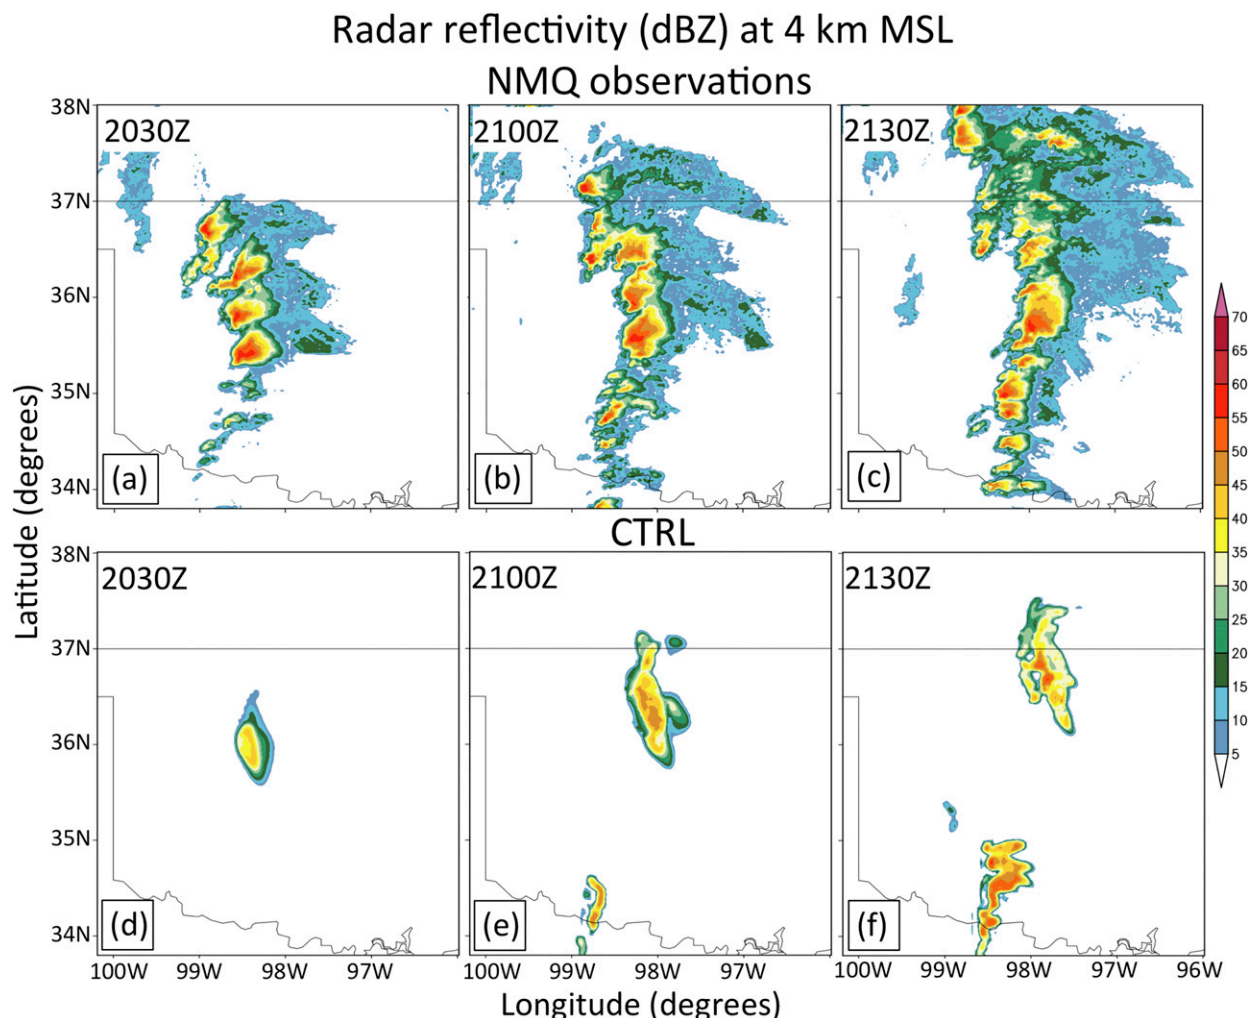 Radar reflectivity (dBZ) at 4 km MSL
NMQ observations
38N
37N
36N
35N
34N
2030Z
(a)
2100Z
(b)
2130Z
(c)
CTRL
38N
37N
36N
35N
34N
2030Z
(d)
2100Z
(e)
2130Z
(f)
100W 99W 98W 97W
99W 98W 97W
99W 98W 97W 96W
Longitude (degrees)
Latitude (degrees)
70
65
60
55
50
45
40
35
30
25
20
15
10
5